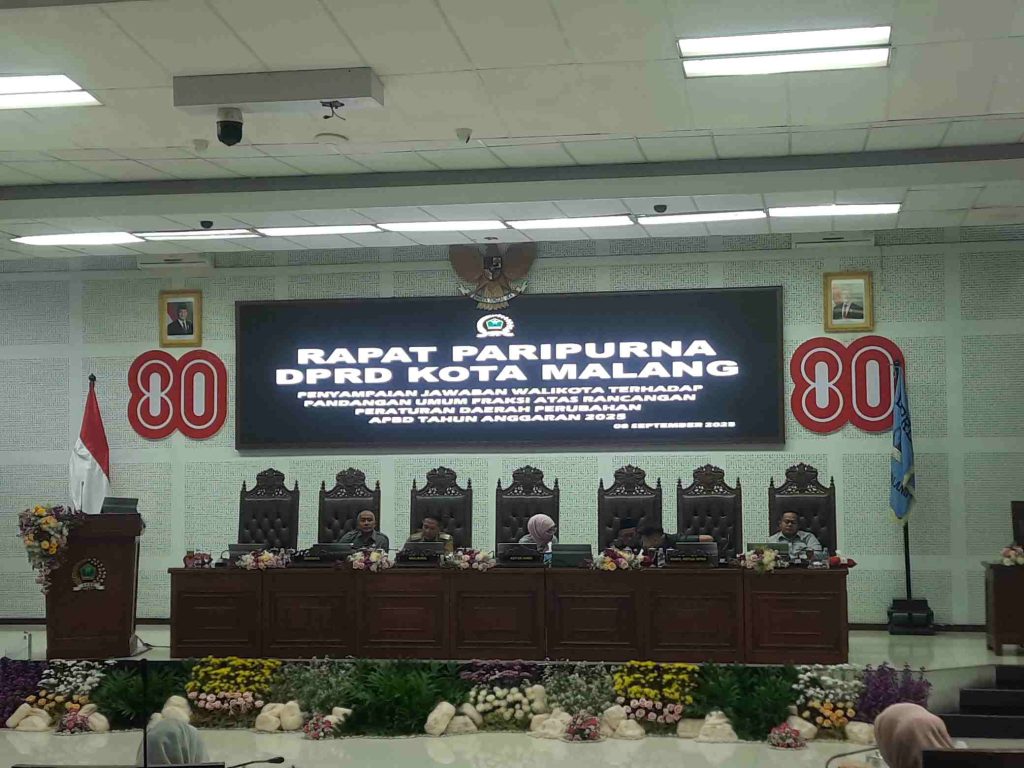 RAPAT PARIPURNA
DPRD KOTA MALANG
PENYAMPAIAN JAWABAN WALIKOTA TERHADAP
PANDANGAN UMUM FRAKSI ATAS RANCANGAN
PERATURAN DAERAH PERUBAHAN
APBD TAHUN ANGGARAN 2025
06 SEPTEMBER 2025
80
80